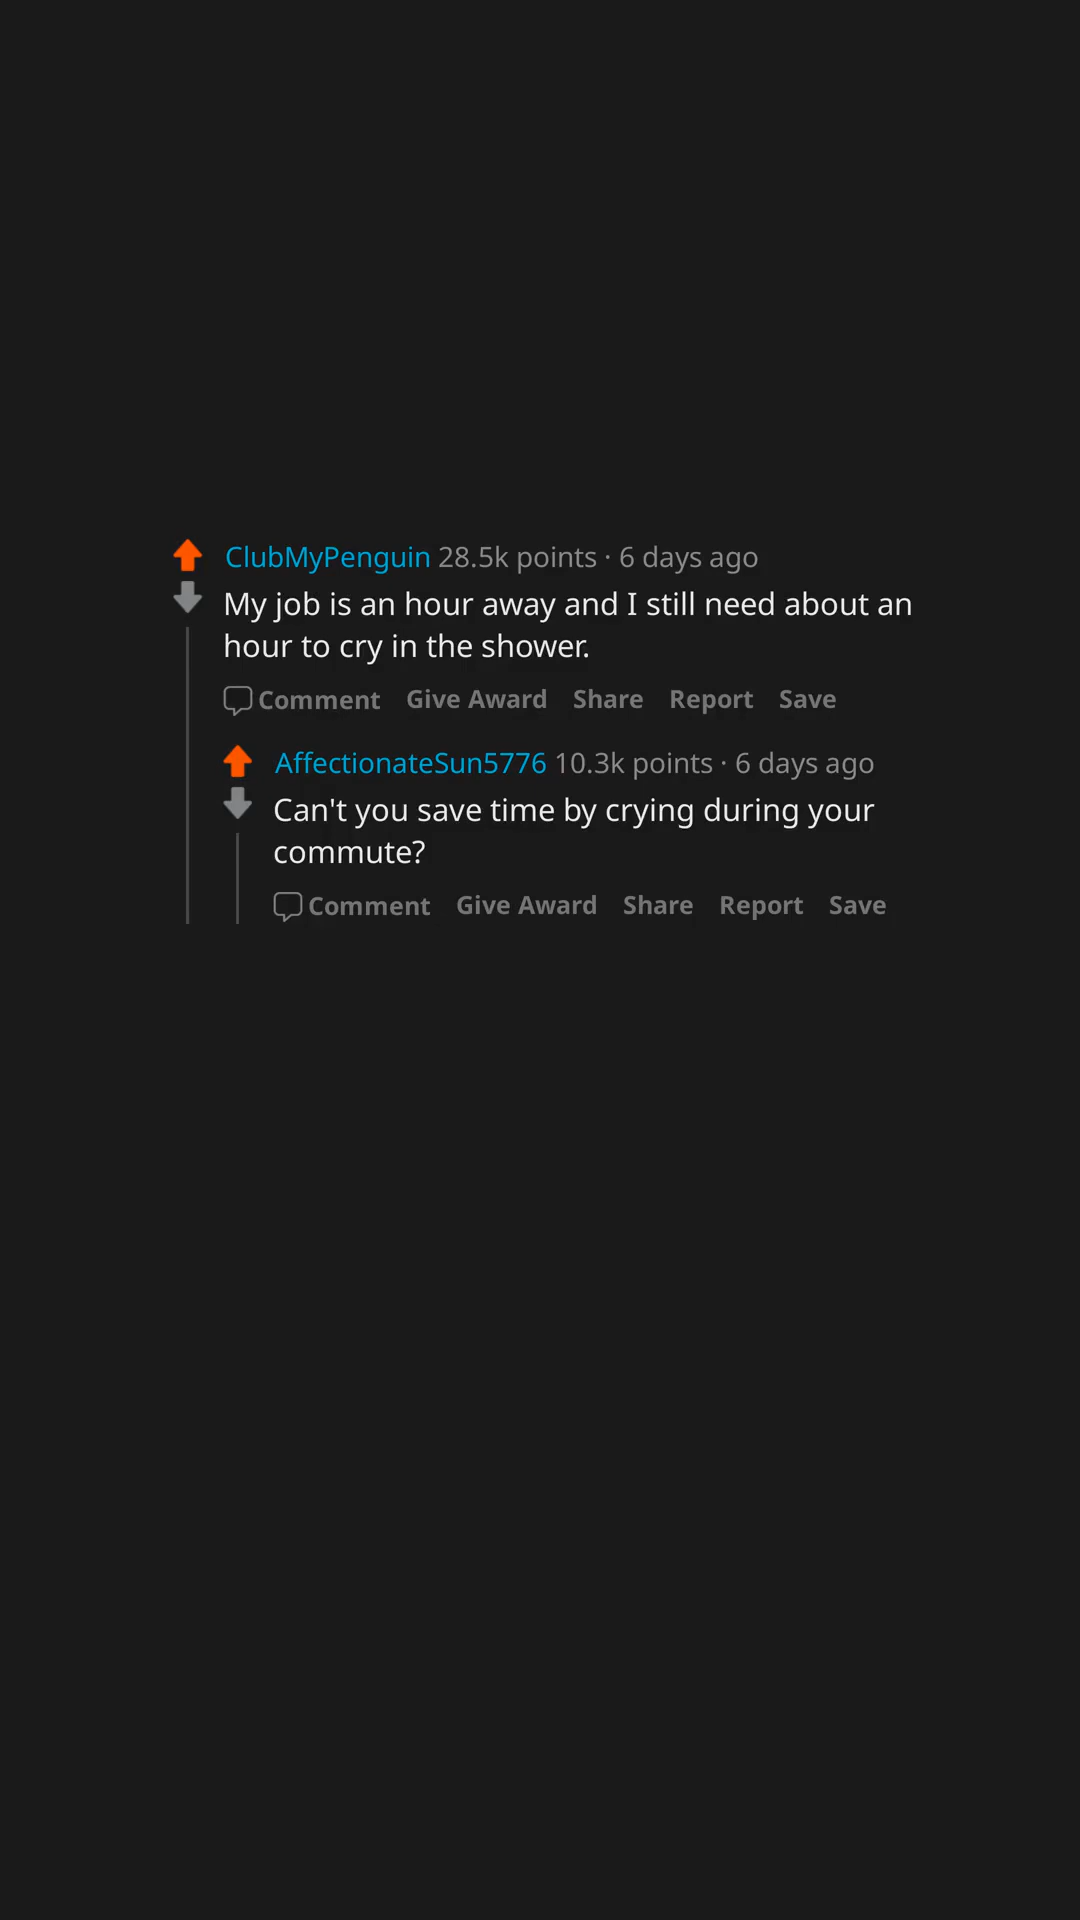 ClubMyPenguin 28.5k points · 6 days ago
My job is an hour away and I still need about an
hour to cry in the shower.
Comment Give Award Share Report Save
AffectionateSun5776 10.3k points · 6 days ago
Can't you save time by crying during your
commute?
Comment Give Award Share Report Save